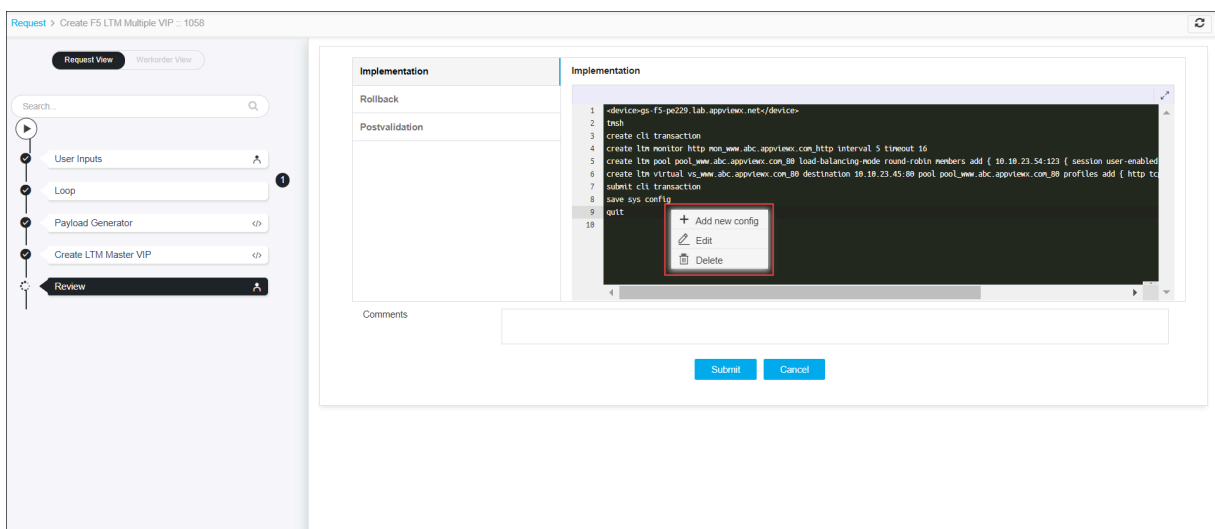 Request > Create F5 LTM Multiple VIP :: 1058
Request View
Workorder View
Search...
User Inputs
Loop
1
Payload Generator
</>
Create LTM Master VIP
</>
Review
Implementation
Rollback
Postvalidation
Implementation
1 <device>gs-f5-pe229.lab.appviewx.net</device>
2 tmsh
3 create cli transaction
4 create ltm monitor http mon_www.abc.appviewx.com_http interval 5 timeout 16
5 create ltm pool pool_www.abc.appviewx.com_80 load-balancing-mode round-robin members add { 10.10.23.54:123 { session user-enabled
6 create ltm virtual vs_www.abc.appviewx.com_80 destination 10.10.23.45:80 pool pool_www.abc.appviewx.com_80 profiles add { http tcp
7 submit cli transaction
8 save sys config
9 quit
10
Add new config
Edit
Delete
Comments
Submit
Cancel